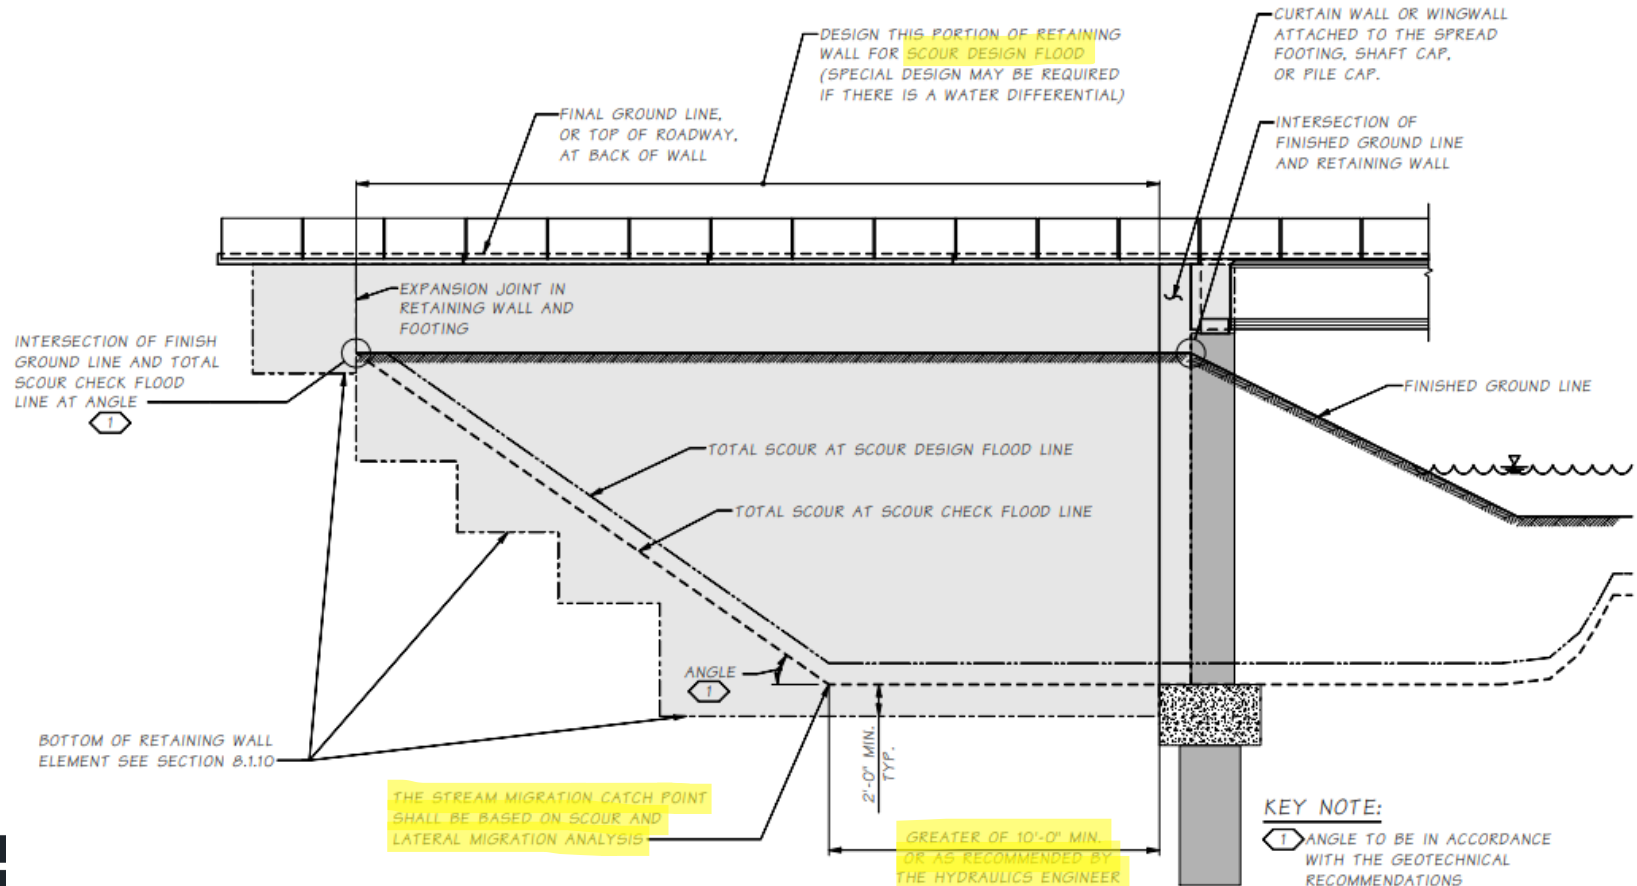 DESIGN THIS PORTION OF RETAINING
WALL FOR SCOUR DESIGN FLOOD
(SPECIAL DESIGN MAY BE REQUIRED
IF THERE IS A WATER DIFFERENTIAL)
CURTAIN WALL OR WINGWALL
ATTACHED TO THE SPREAD
FOOTING, SHAFT CAP,
OR PILE CAP.
FINAL GROUND LINE,
OR TOP OF ROADWAY,
AT BACK OF WALL
INTERSECTION OF
FINISHED GROUND LINE
AND RETAINING WALL
EXPANSION JOINT IN
RETAINING WALL AND
FOOTING
INTERSECTION OF FINISH
GROUND LINE AND TOTAL
SCOUR CHECK FLOOD
LINE AT ANGLE
1
FINISHED GROUND LINE
TOTAL SCOUR AT SCOUR DESIGN FLOOD LINE
TOTAL SCOUR AT SCOUR CHECK FLOOD LINE
ANGLE
1
BOTTOM OF RETAINING WALL
ELEMENT SEE SECTION 8.1.10
2'-0" MIN.
TYP.
THE STREAM MIGRATION CATCH POINT
SHALL BE BASED ON SCOUR AND
LATERAL MIGRATION ANALYSIS
GREATER OF 10'-0" MIN.
OR AS RECOMMENDED BY
THE HYDRAULICS ENGINEER
KEY NOTE:
1 ANGLE TO BE IN ACCORDANCE
WITH THE GEOTECHNICAL
RECOMMENDATIONS